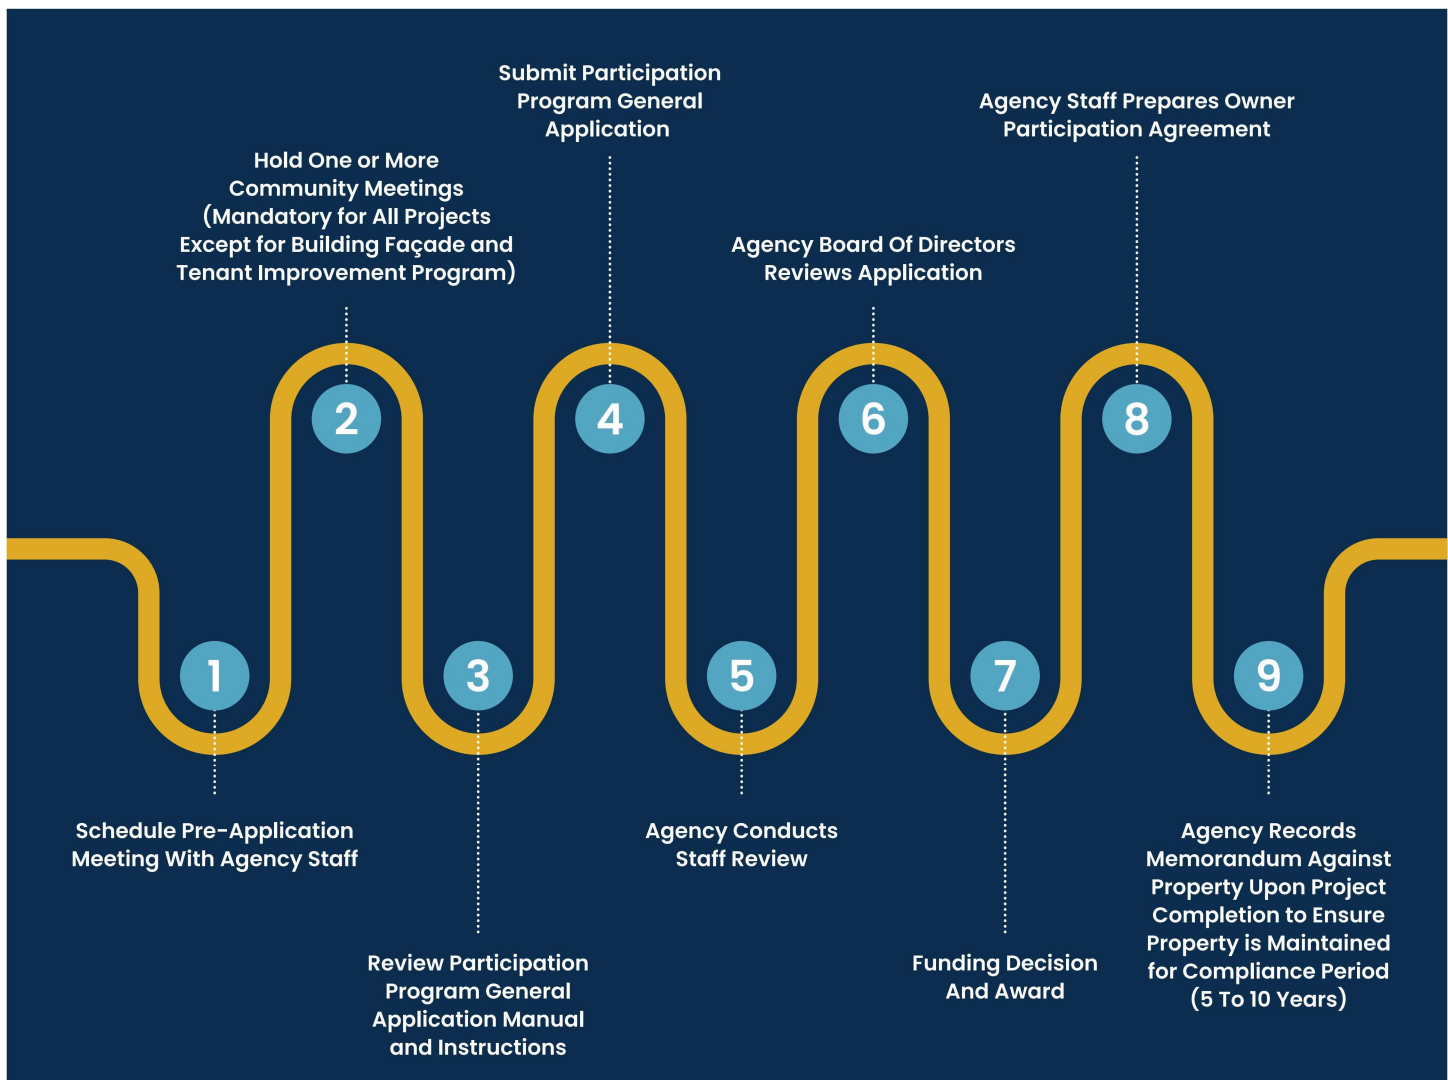 1
Schedule Pre-Application
Meeting With Agency Staff
Hold One or More
Community Meetings
(Mandatory for All Projects
Except for Building Façade and
Tenant Improvement Program)
2
3
Review Participation
Program General
Application Manual
and Instructions
Submit Participation
Program General
Application
4
5
Agency Conducts
Staff Review
Agency Board Of Directors
Reviews Application
6
7
Funding Decision
And Award
Agency Staff Prepares Owner
Participation Agreement
8
9
Agency Records
Memorandum Against
Property Upon Project
Completion to Ensure
Property is Maintained
for Compliance Period
(5 To 10 Years)